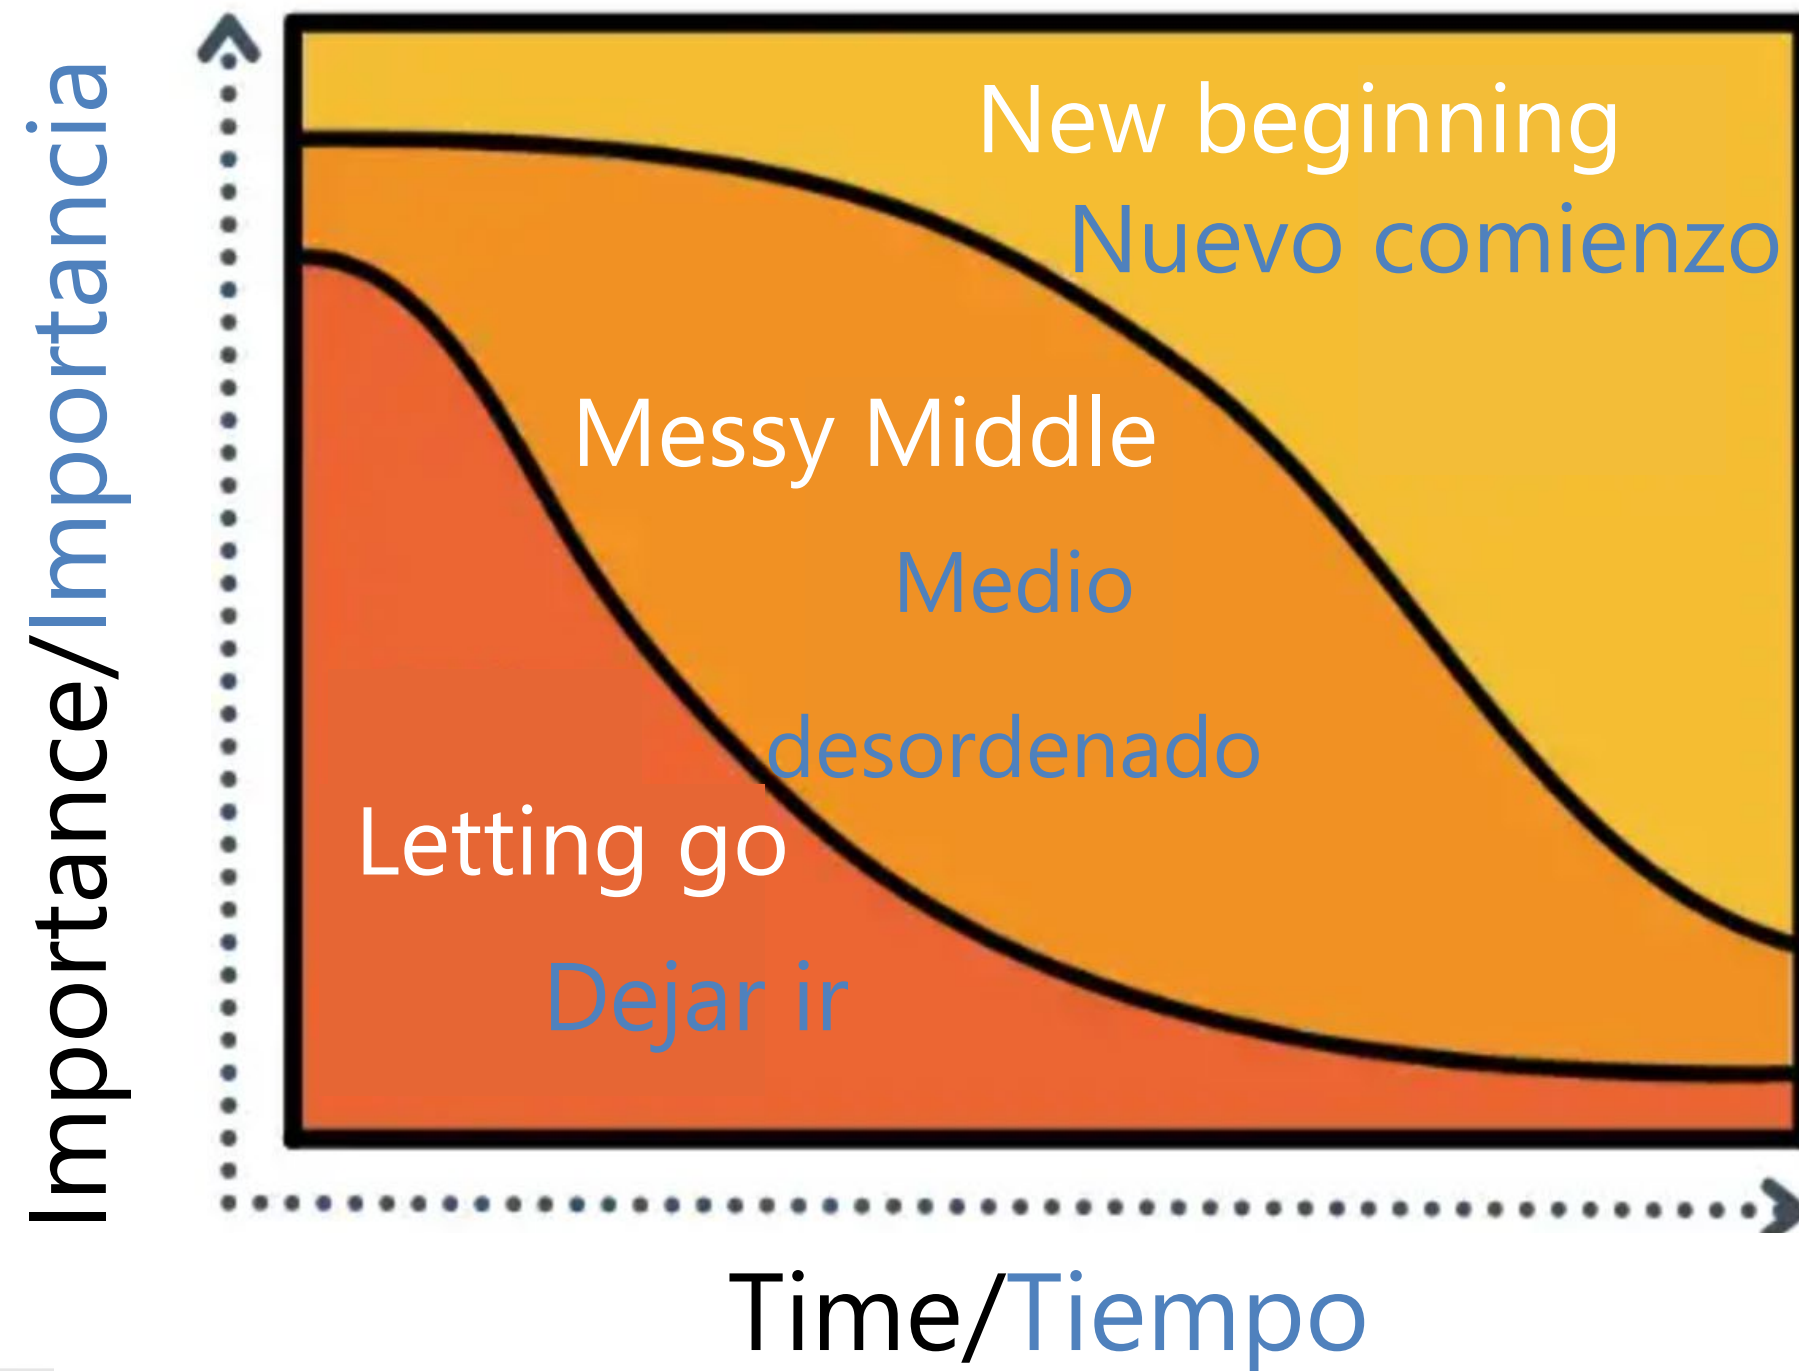 Importance/Importancia
New beginning
Nuevo comienzo
Messy Middle
Medio
desordenado
Letting go
Dejar ir
Time/Tiempo